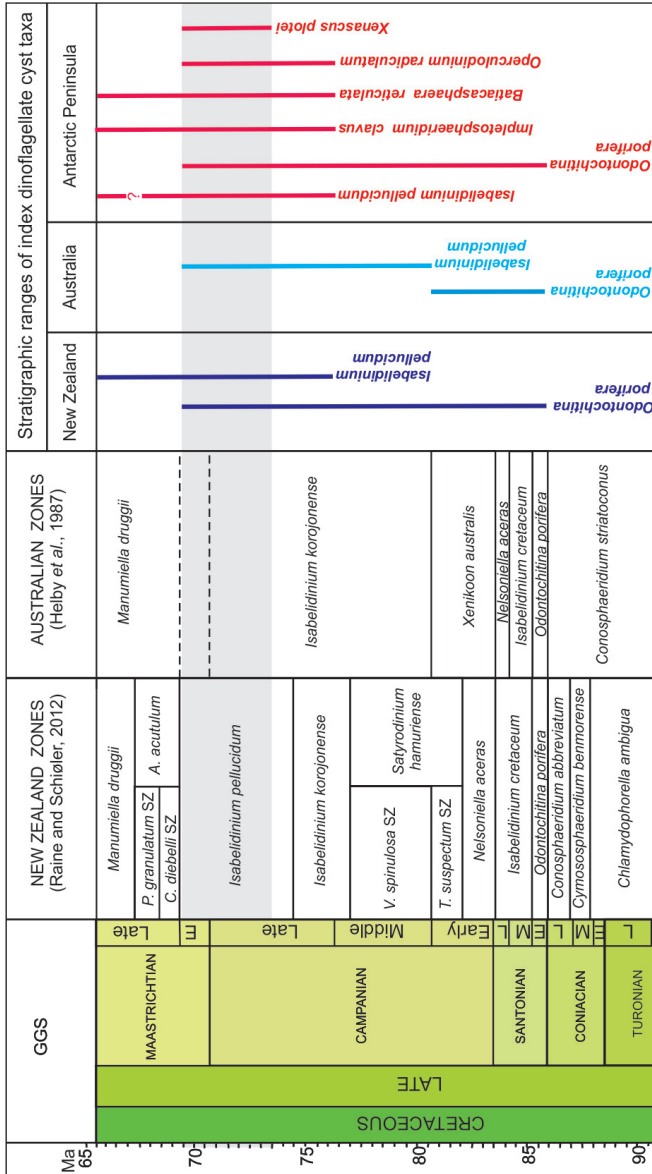 Ma
65
70
75
80
85
90
GGS
CRETACEOUS
LATE
MAASTRICHTIAN
CAMPANIAN
SANTONIAN
CONIACIAN
TURONIAN
Late
E
Late
Middle
Early
L
M
E
L
M
E
L
NEW ZEALAND ZONES
(Raine and Schiøler, 2012)
Manumiella druggii
P. granulatum SZ
C. diebelli SZ
A. acutulum
Isabelidinium pellucidum
Isabelidinium korojonense
V. spinulosa SZ
T. suspectum SZ
Satyrodinium
hamuriense
Nelsoniella aceras
Isabelidinium cretaceum
Odontochitina porifera
Conosphaeridium abbreviatum
Cymososphaeridium benmorense
Chlamydophorella ambigua
AUSTRALIAN ZONES
(Helby et al., 1987)
Manumiella druggii
Isabelidinium korojonense
Xenikoon australis
Nelsoniella aceras
Isabelidinium cretaceum
Odontochitina porifera
Conosphaeridium striatoconus
Stratigraphic ranges of index dinoflagellate cyst taxa
New Zealand
Odontochitina
porifera
Isabelidinium
pellucidum
Australia
Odontochitina
porifera
Isabelidinium
pellucidum
Antarctic Peninsula
?
Isabelidinium pellucidum
Odontochitina
porifera
Impletosphaeridium clavus
Batiacasphaera reticulata
Operculodinium radiculatum
Xenascus plotei